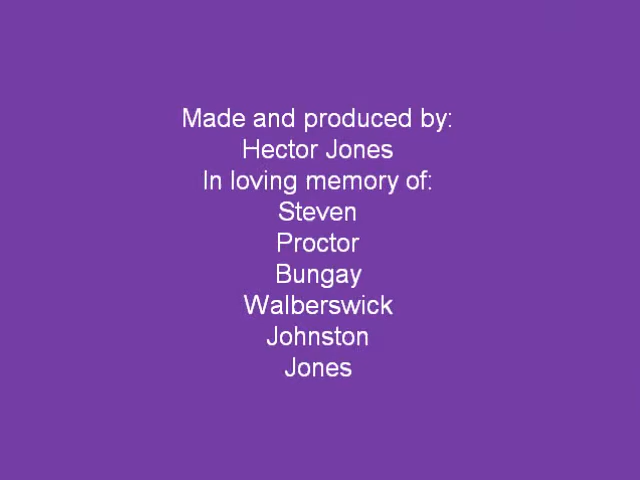 Made and produced by:
Hector Jones
In loving memory of:
Steven
Proctor
Bungay
Walberswick
Johnston
Jones